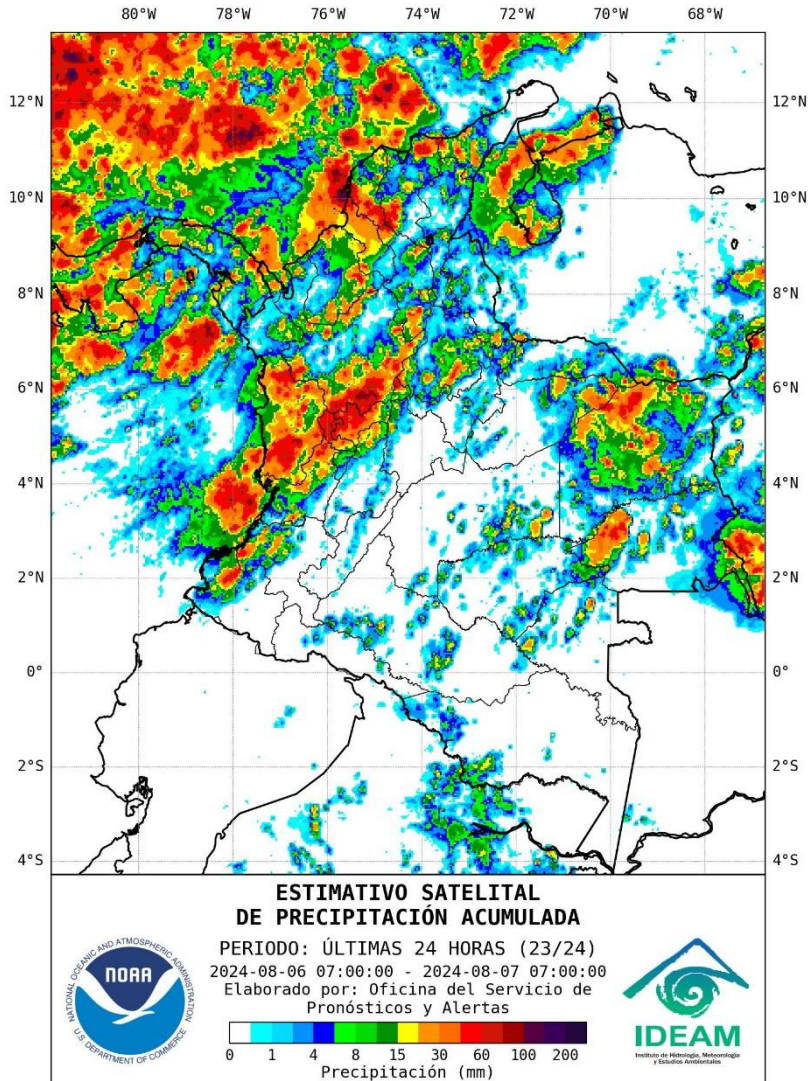 80°W 78°W 76°W 74°W 72°W 70°W 68°W
12°N 12°N
10°N 10°N
8°N 8°N
6°N 6°N
4°N 4°N
2°N 2°N
0° 0°
2°S 2°S
4°S 4°S
ESTIMATIVO SATELITAL
DE PRECIPITACIÓN ACUMULADA
PERIODO: ÚLTIMAS 24 HORAS (23/24)
2024-08-06 07:00:00 - 2024-08-07 07:00:00
Elaborado por: Oficina del Servicio de
Pronósticos y Alertas
0 1 4 8 15 30 60 100 200
Precipitación (mm)
NATIONAL OCEANIC AND ATMOSPHERIC ADMINISTRATION
NOAA
U.S. DEPARTMENT OF COMMERCE
IDEAM
Instituto de Hidrología, Meteorología
y Estudios Ambientales